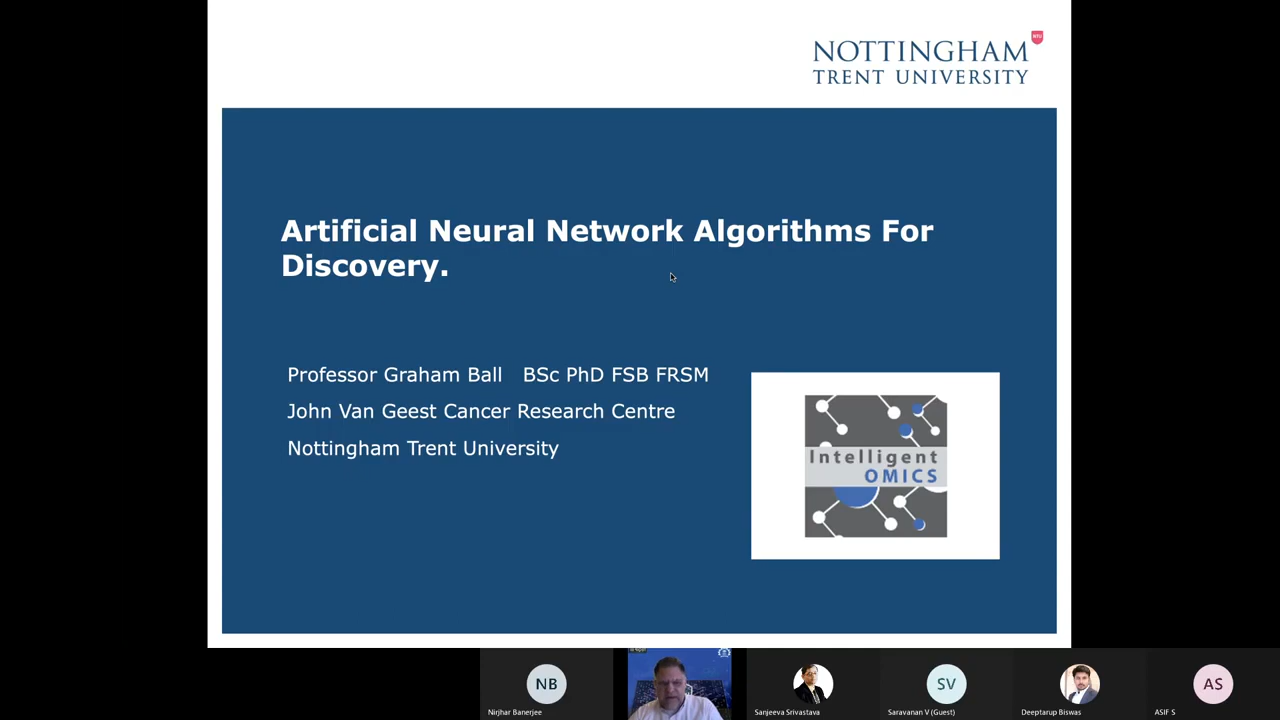 NOTTINGHAM
NTU
TRENT UNIVERSITY
Artificial Neural Network Algorithms For
Discovery.
Professor Graham Ball BSc PhD FSB FRSM
John Van Geest Cancer Research Centre
Nottingham Trent University
Intelligent
OMICS
NB
SV
AS
Nirjhar Banerjee
Sanjeeva Srivastava
Saravanan V (Guest)
Deeptarup Biswas
ASIF S